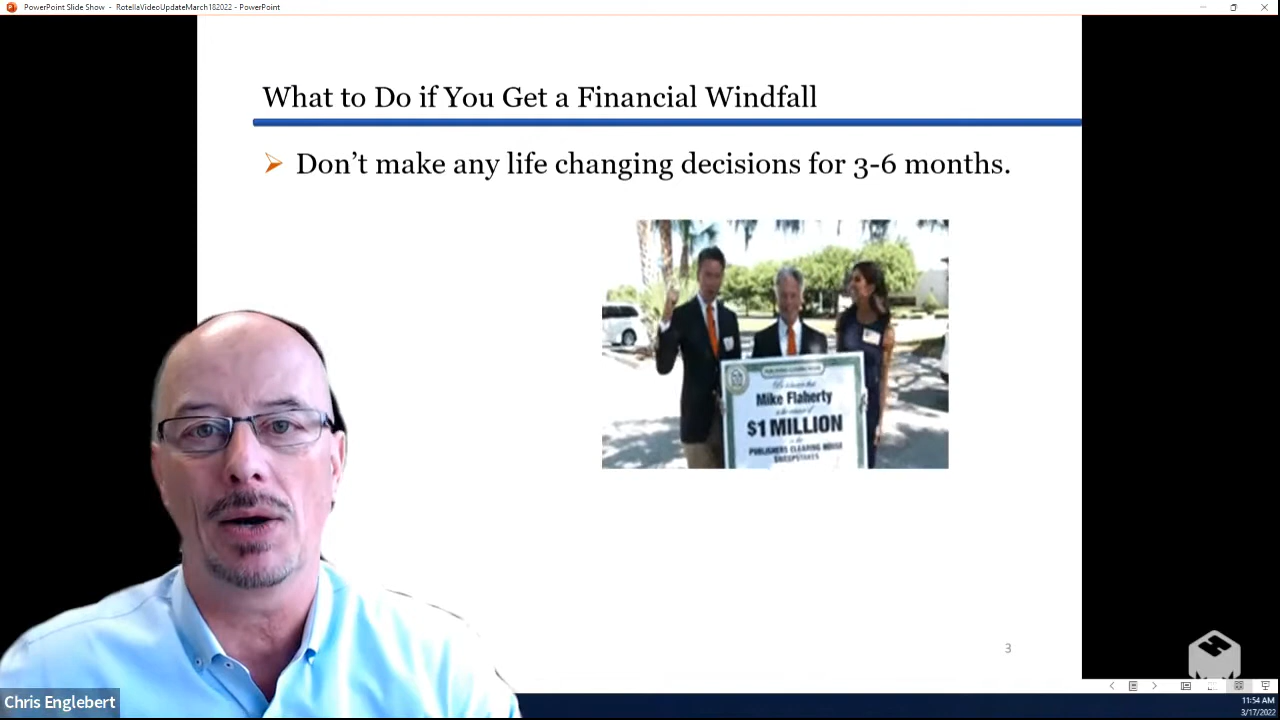 PowerPoint Slide Show - RotellaVideoUpdateMarch182022 - PowerPoint
What to Do if You Get a Financial Windfall
Don’t make any life changing decisions for 3-6 months.
Mike Flaherty
$1 MILLION
PUBLISHERS CLEARING HOUSE
SWEEPSTAKES
3
Chris Englebert
11:54 AM
3/17/2022